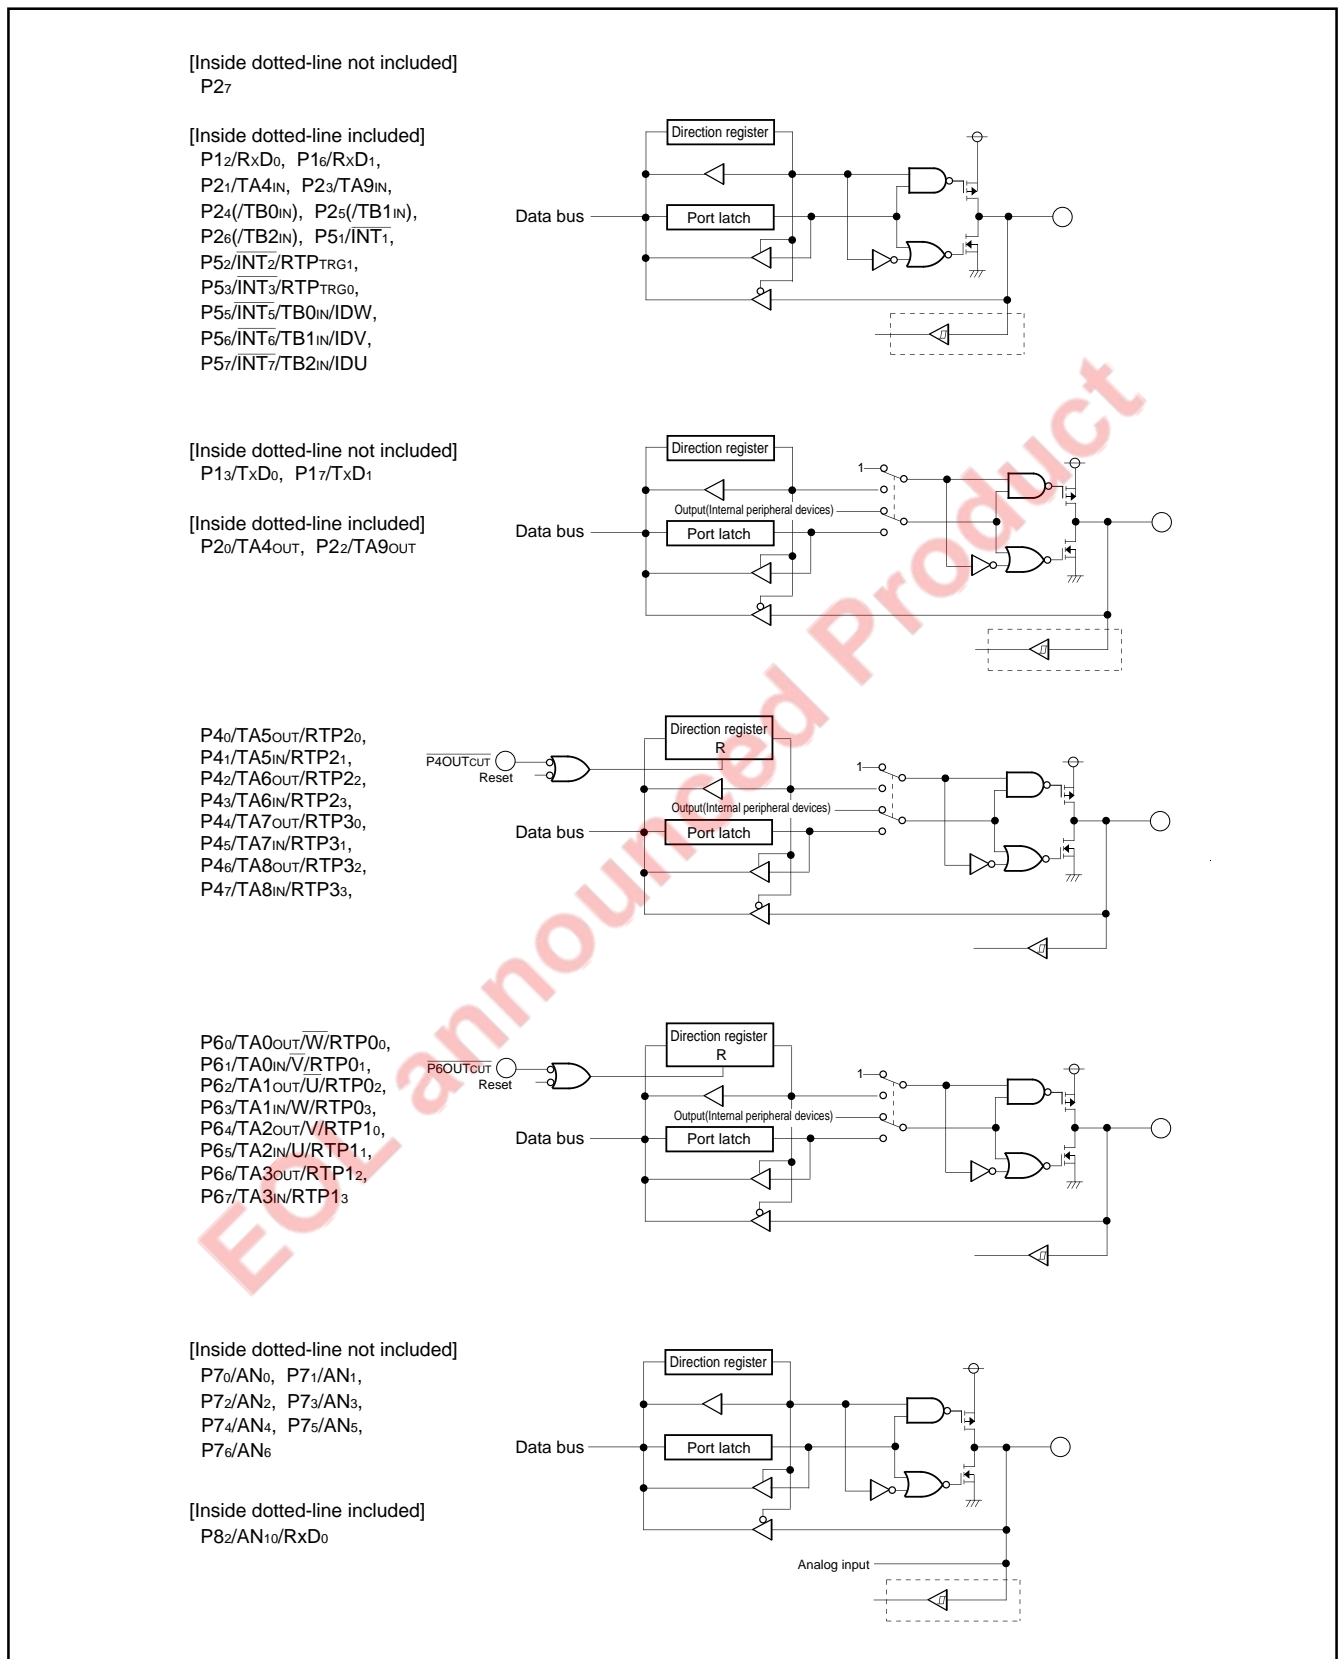 [Inside dotted-line not included]
P27
[Inside dotted-line included]
P12/RxD0, P16/RxD1,
P21/TA4IN, P23/TA9IN,
P24(/TB0IN), P25(/TB1IN),
P26(/TB2IN), P51/INT1,
P52/INT2/RTPTRG1,
P53/INT3/RTPTRG0,
P55/INT5/TB0IN/IDW,
P56/INT6/TB1IN/IDV,
P57/INT7/TB2IN/IDU
Direction register
Data bus
Port latch
[Inside dotted-line not included]
P13/TxD0, P17/TxD1
[Inside dotted-line included]
P20/TA4OUT, P22/TA9OUT
Direction register
1
Output(Internal peripheral devices)
Data bus
Port latch
P40/TA5OUT/RTP20,
P41/TA5IN/RTP21,
P42/TA6OUT/RTP22,
P43/TA6IN/RTP23,
P44/TA7OUT/RTP30,
P45/TA7IN/RTP31,
P46/TA8OUT/RTP32,
P47/TA8IN/RTP33,
P4OUTCUT
Reset
Direction register
R
1
Output(Internal peripheral devices)
Data bus
Port latch
P60/TA0OUT/W/RTP00,
P61/TA0IN/V/RTP01,
P62/TA1OUT/U/RTP02,
P63/TA1IN/W/RTP03,
P64/TA2OUT/V/RTP10,
P65/TA2IN/U/RTP11,
P66/TA3OUT/RTP12,
P67/TA3IN/RTP13
P6OUTCUT
Reset
Direction register
R
1
Output(Internal peripheral devices)
Data bus
Port latch
[Inside dotted-line not included]
P70/AN0, P71/AN1,
P72/AN2, P73/AN3,
P74/AN4, P75/AN5,
P76/AN6
[Inside dotted-line included]
P82/AN10/RxD0
Direction register
Data bus
Port latch
Analog input
EOL announced Product